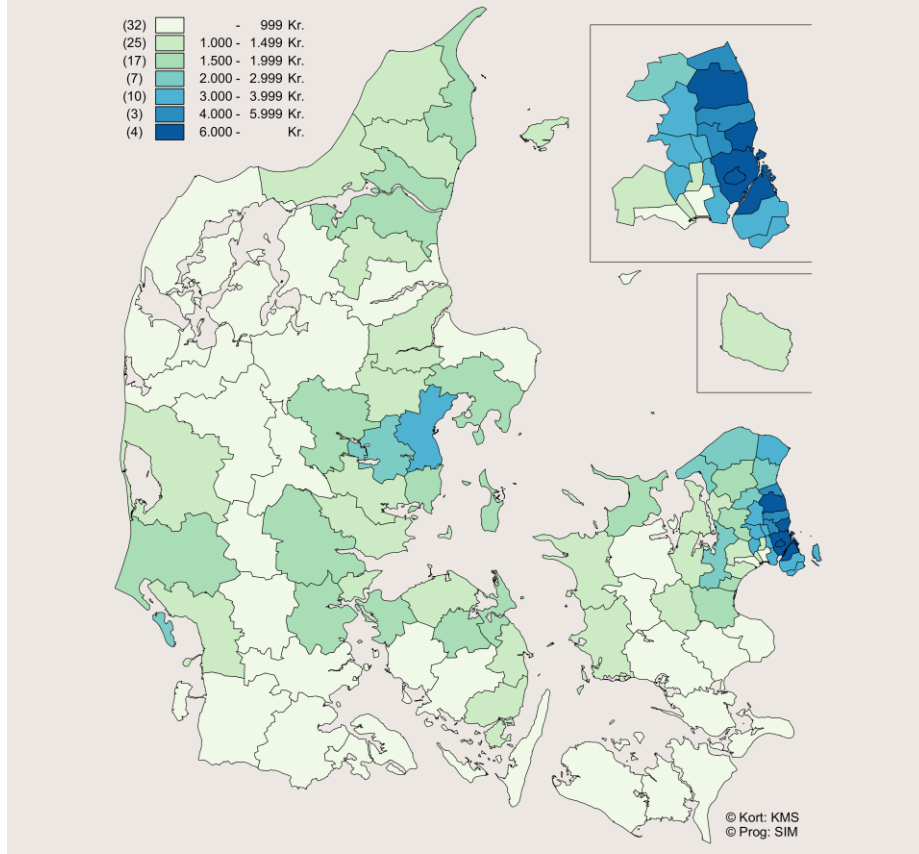 (32) - 999 Kr.
(25) 1.000 - 1.499 Kr.
(17) 1.500 - 1.999 Kr.
(7) 2.000 - 2.999 Kr.
(10) 3.000 - 3.999 Kr.
(3) 4.000 - 5.999 Kr.
(4) 6.000 - Kr.
© Kort: KMS
© Prog: SIM